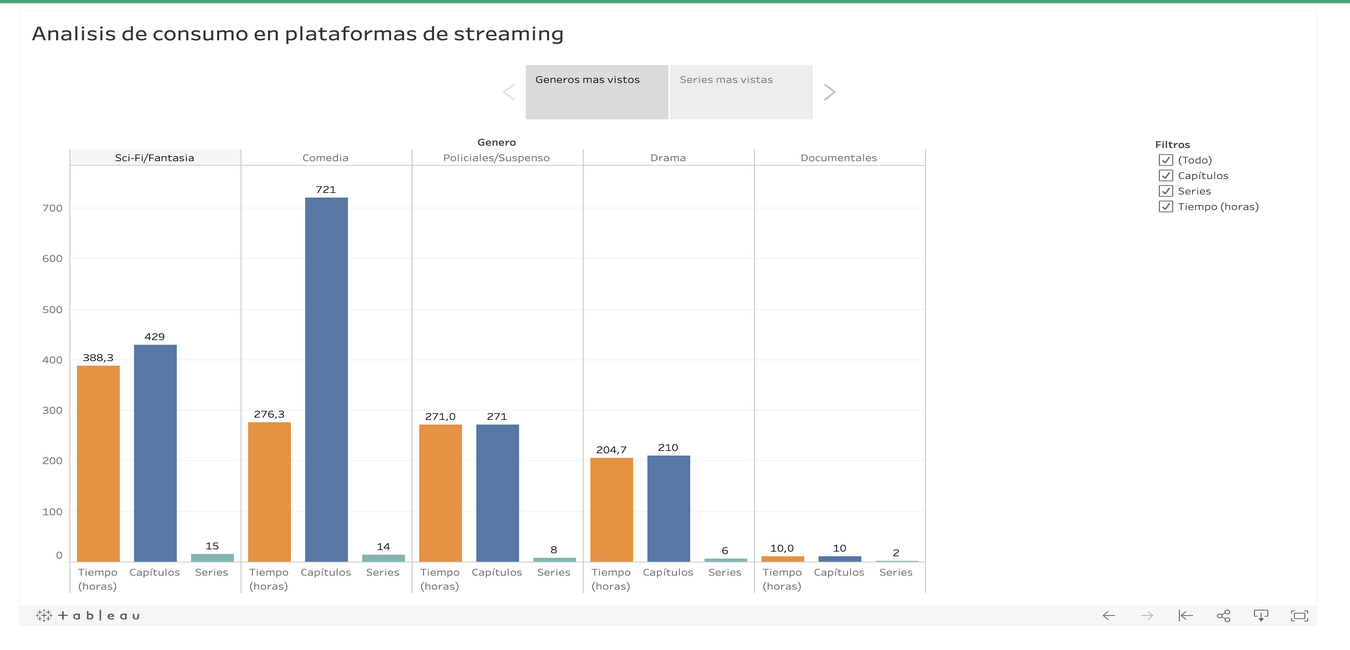 Analisis de consumo en plataformas de streaming
Generos mas vistos
Series mas vistas
Genero
Sci-Fi/Fantasia Comedia Policiales/Suspenso Drama Documentales
Filtros
(Todo)
Capítulos
Series
Tiempo (horas)
700
600
500
400
300
200
100
0
388,3 429 15
276,3 721 14
271,0 271 8
204,7 210 6
10,0 10 2
Tiempo (horas) Capítulos Series
Tiempo (horas) Capítulos Series
Tiempo (horas) Capítulos Series
Tiempo (horas) Capítulos Series
Tiempo (horas) Capítulos Series
+ableau